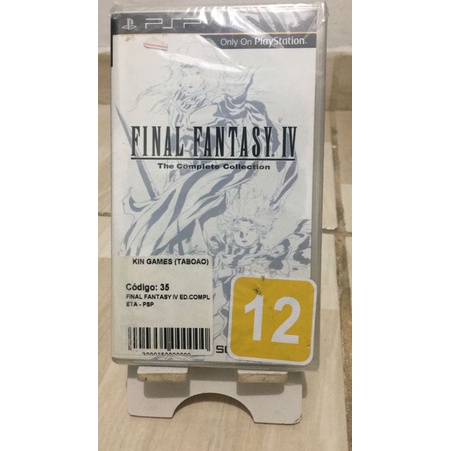 PSP
Only On PlayStation
FINAL FANTASY IV
The Complete Collection
KIN GAMES (TABOAO)
Código: 35
FINAL FANTASY IV ED.COMPL
ETA - PSP
12